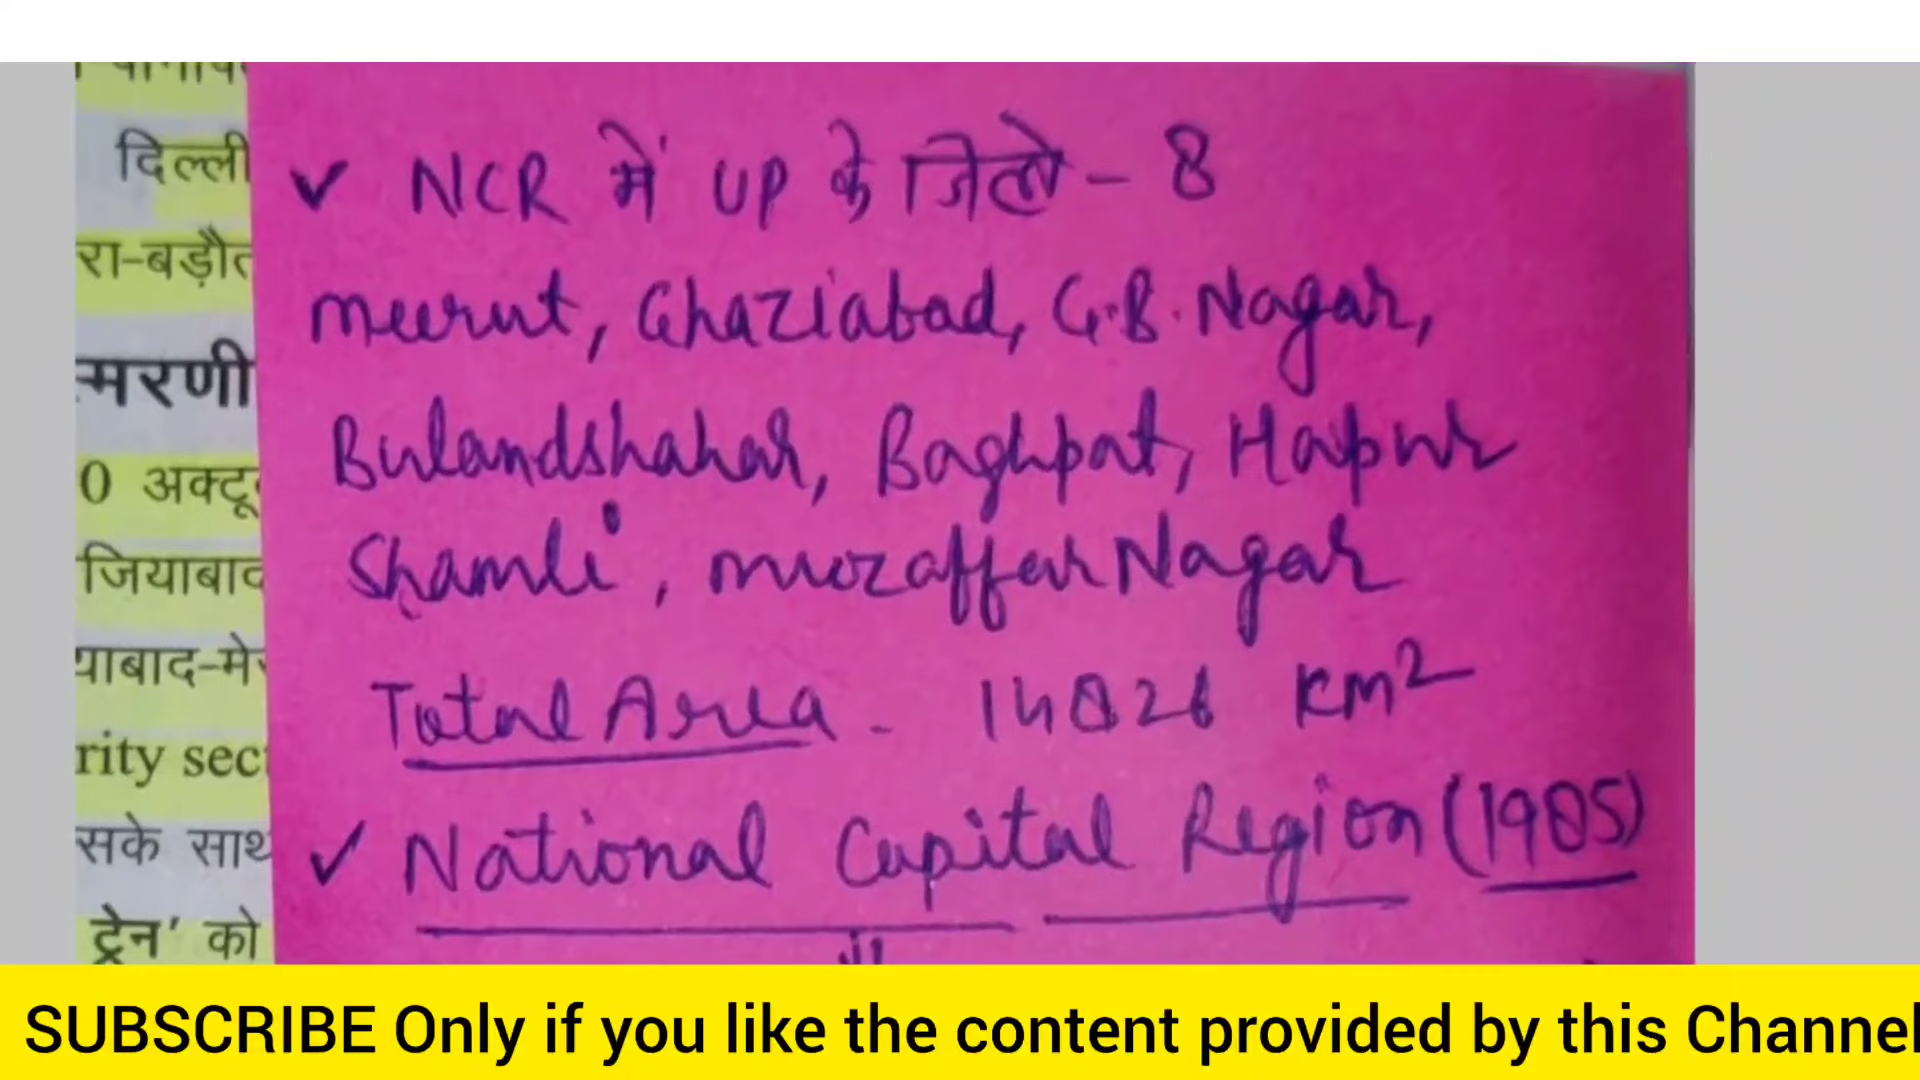 दिल्ली
रा-बड़ौत
स्मरणी
0 अक्टू
जियाबाद
याबाद-मे
rity sec
सके साथ
ट्रेन' को
✓ NCR में UP के जिले - 8
meerut, Ghaziabad, G.B. Nagar,
Bulandshahar, Baghpat, Hapur
Shamli, muzaffarNagar
Total Area - 14826 KM²
✓ National Capital Region (1985)
SUBSCRIBE Only if you like the content provided by this Channel